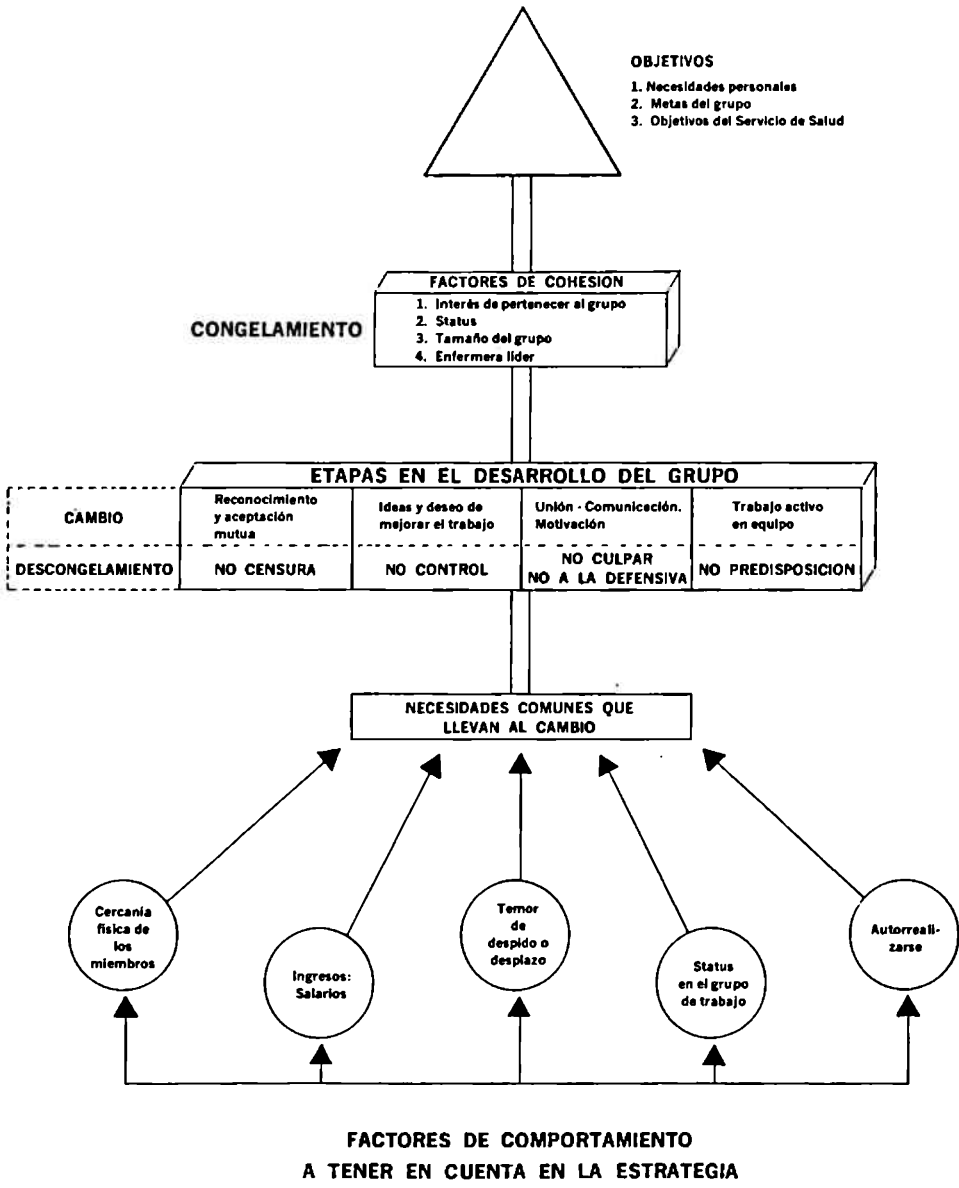 OBJETIVOS
1. Necesidades personales
2. Metas del grupo
3. Objetivos del Servicio de Salud
FACTORES DE COHESION
1. Interés de pertenecer al grupo
2. Status
3. Tamaño del grupo
4. Enfermera líder
CONGELAMIENTO
ETAPAS EN EL DESARROLLO DEL GRUPO
CAMBIO
Reconocimiento
y aceptación
mutua
Ideas y deseo de
mejorar el trabajo
Unión - Comunicación.
Motivación
Trabajo activo
en equipo
DESCONGELAMIENTO
NO CENSURA
NO CONTROL
NO CULPAR
NO A LA DEFENSIVA
NO PREDISPOSICION
NECESIDADES COMUNES QUE
LLEVAN AL CAMBIO
Cercanía
física de
los
miembros
Ingresos:
Salarios
Temor
de
despido o
desplazo
Status
en el grupo
de trabajo
Autorreali-
zarse
FACTORES DE COMPORTAMIENTO
A TENER EN CUENTA EN LA ESTRATEGIA